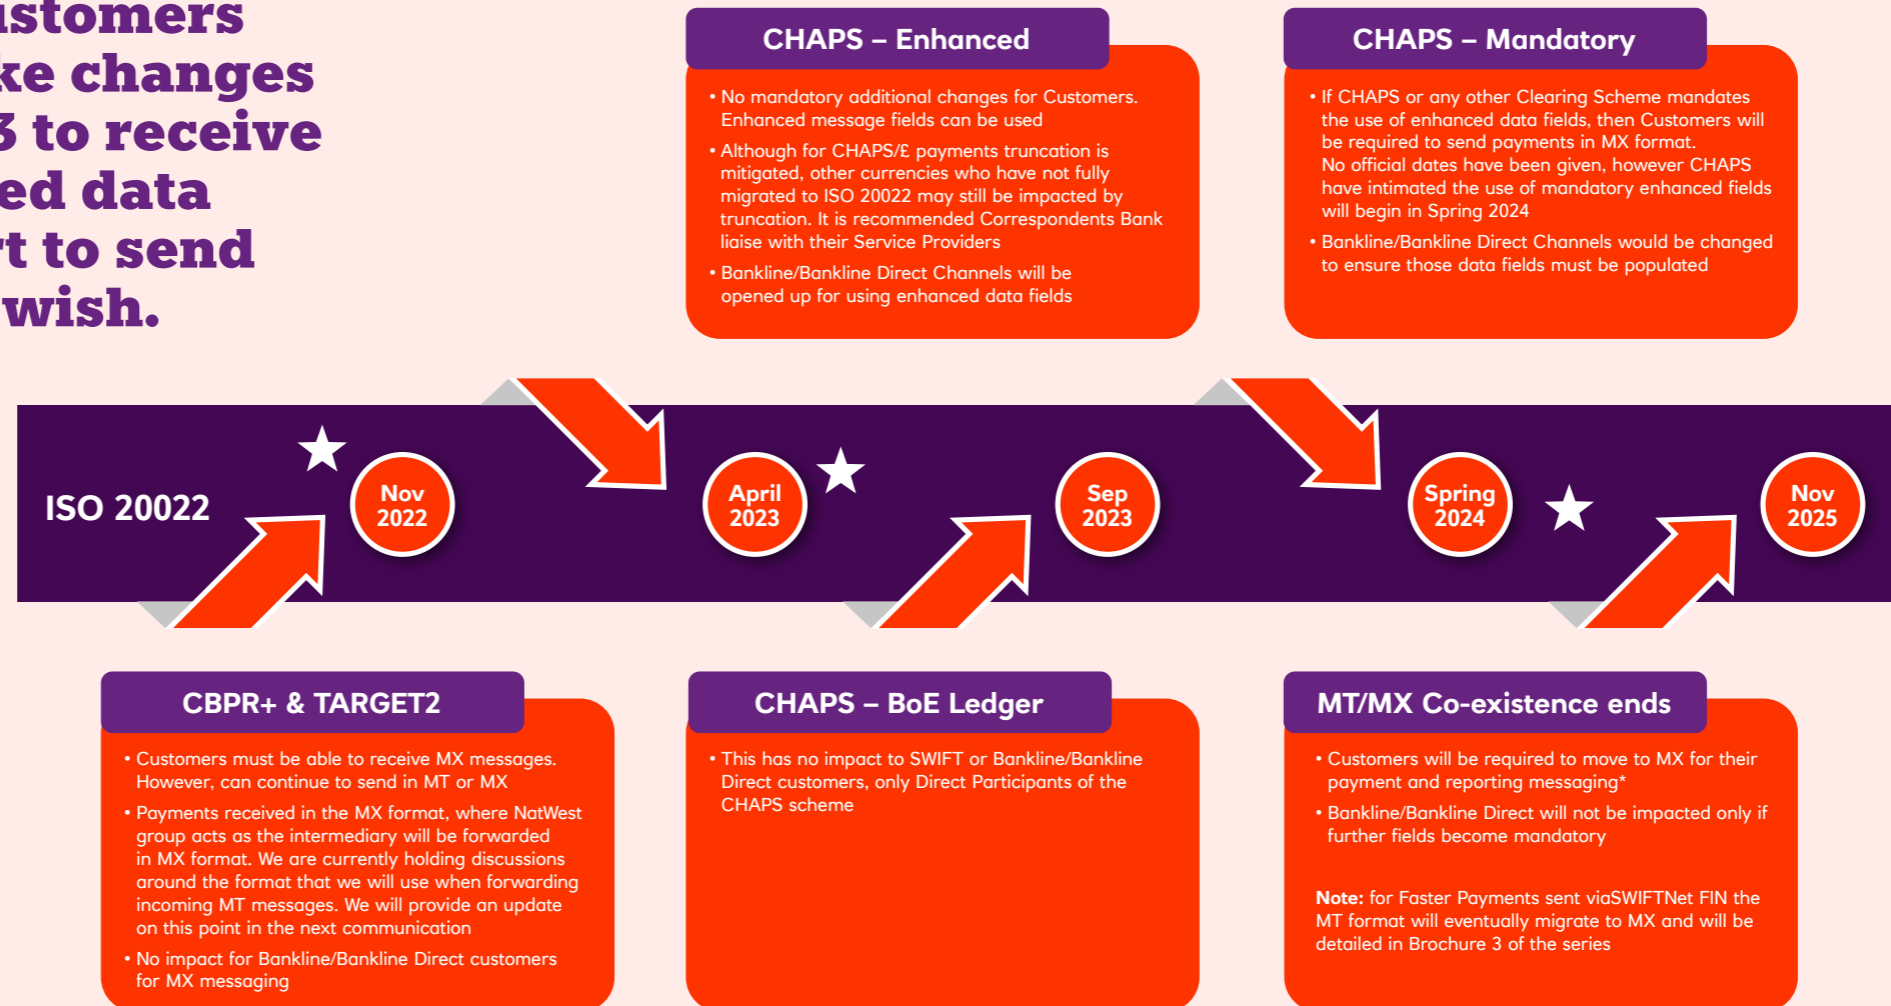 ustomers
ke changes
3 to receive
ed data
rt to send
wish.
CHAPS – Enhanced
• No mandatory additional changes for Customers.
Enhanced message fields can be used
• Although for CHAPS/£ payments truncation is
mitigated, other currencies who have not fully
migrated to ISO 20022 may still be impacted by
truncation. It is recommended Correspondents Bank
liaise with their Service Providers
• Bankline/Bankline Direct Channels will be
opened up for using enhanced data fields
CHAPS – Mandatory
• If CHAPS or any other Clearing Scheme mandates
the use of enhanced data fields, then Customers will
be required to send payments in MX format.
No official dates have been given, however CHAPS
have intimated the use of mandatory enhanced fields
will begin in Spring 2024
• Bankline/Bankline Direct Channels would be changed
to ensure those data fields must be populated
ISO 20022
Nov
2022
April
2023
Sep
2023
Spring
2024
Nov
2025
CBPR+ & TARGET2
• Customers must be able to receive MX messages.
However, can continue to send in MT or MX
• Payments received in the MX format, where NatWest
group acts as the intermediary will be forwarded
in MX format. We are currently holding discussions
around the format that we will use when forwarding
incoming MT messages. We will provide an update
on this point in the next communication
• No impact for Bankline/Bankline Direct customers
for MX messaging
CHAPS – BoE Ledger
• This has no impact to SWIFT or Bankline/Bankline
Direct customers, only Direct Participants of the
CHAPS scheme
MT/MX Co-existence ends
• Customers will be required to move to MX for their
payment and reporting messaging*
• Bankline/Bankline Direct will not be impacted only if
further fields become mandatory
Note: for Faster Payments sent viaSWIFTNet FIN the
MT format will eventually migrate to MX and will be
detailed in Brochure 3 of the series